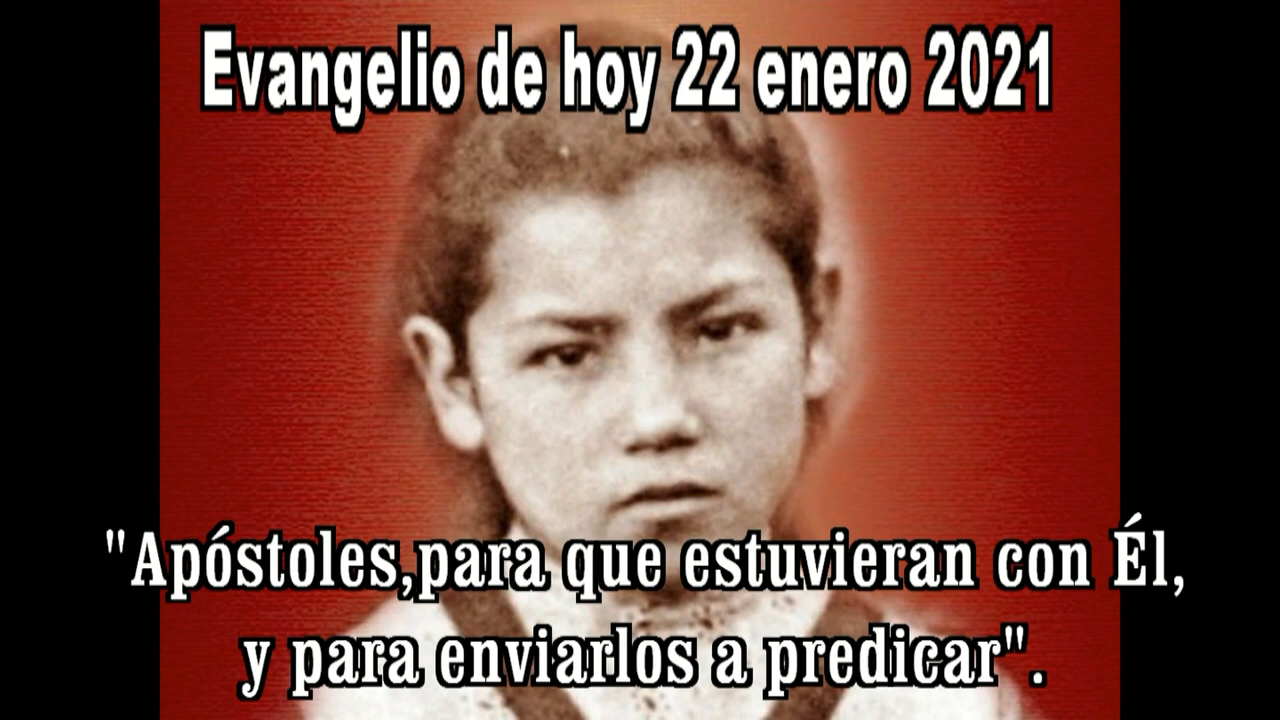 Evangelio de hoy 22 enero 2021
"Apóstoles,para que estuvieran con Él,
y para enviarlos a predicar".